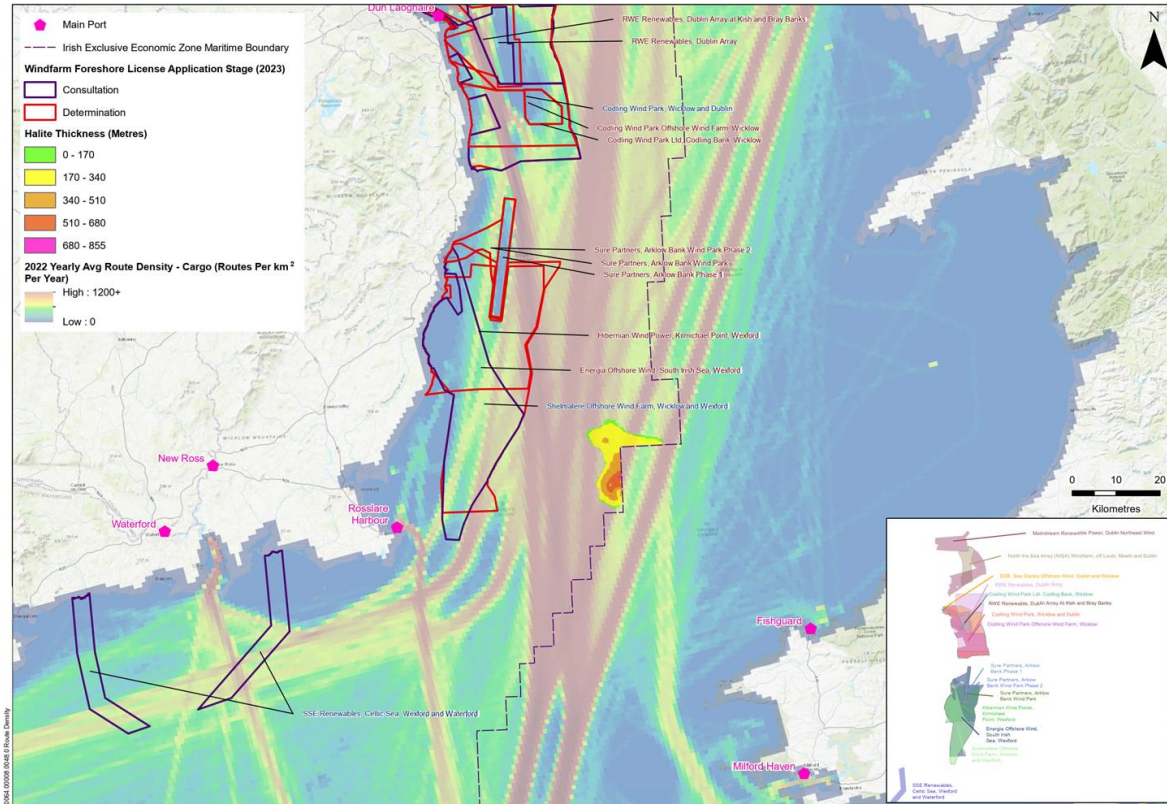 Main Port
Irish Exclusive Economic Zone Maritime Boundary
Windfarm Foreshore License Application Stage (2023)
Consultation
Determination
Halite Thickness (Metres)
0 - 170
170 - 340
340 - 510
510 - 680
680 - 855
2022 Yearly Avg Route Density - Cargo (Routes Per km²
Per Year)
High : 1200+
Low : 0
Dun Laoghaire
RWE Renewables, Dublin Array at Kish and Bray Banks
RWE Renewables, Dublin Array
N
Codling Wind Park, Wicklow and Dublin
Codling Wind Park Offshore Wind Farm, Wicklow
Codling Wind Park Ltd, Codling Bank, Wicklow
Sure Partners, Arklow Bank Wind Park Phase 2
Sure Partners, Arklow Bank Wind Park
Sure Partners, Arklow Bank Phase 1
Hibernian Wind Power, Kilmichael Point, Wexford
Energia Offshore Wind, South Irish Sea, Wexford
Shelmaliere Offshore Wind Farm, Wicklow and Wexford
WICKLOW MOUNTAINS
New Ross
Waterford
Rosslare
Harbour
0 10 20
Kilometres
Fishguard
Milford Haven
SSE Renewables, Celtic Sea, Wexford and Waterford
Mainstream Renewable Power, Dublin Northeast Wind
North Irish Sea Array (NISA) Windfarm, off Louth, Meath and Dublin
RWE Renewables, Dublin Array
Codling Wind Park Ltd, Codling Bank, Wicklow
RWE Renewables, Dublin Array At Kish and Bray Banks
Codling Wind Park, Wicklow and Dublin
Codling Wind Park Offshore Wind Farm, Wicklow
Sure Partners, Arklow
Bank Phase 1
Sure Partners, Arklow
Bank Wind Park Phase 2
Sure Partners, Arklow
Bank Wind Park
Hibernian Wind Power,
Kilmichael
Point, Wexford
Energia Offshore Wind,
South Irish
Sea, Wexford
Shelmaliere Offshore
Wind Farm, Wicklow
and Wexford
SSE Renewables,
Celtic Sea, Wexford
and Waterford